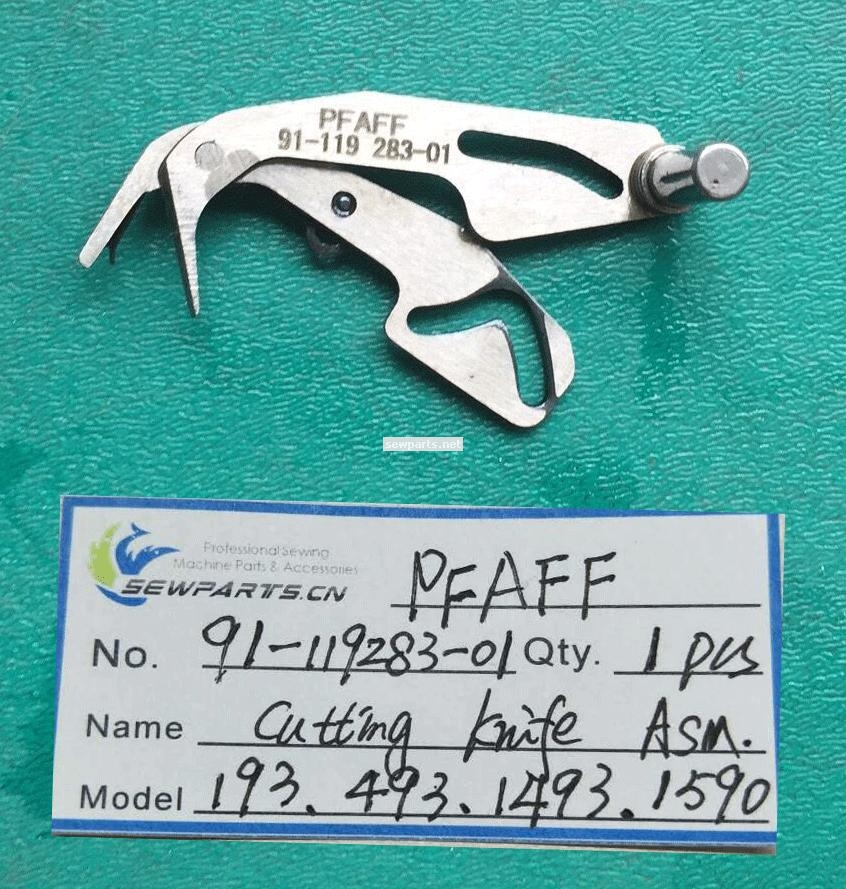 PFAFF
91-119 283-01
sewparts.net
Professional Sewing
Machine Parts & Accessories
SEWPARTS.CN
PFAFF
No. 91-119283-01 Qty. 1 pcs
Name Cutting knife Asm.
Model 193. 493. 1493. 1590